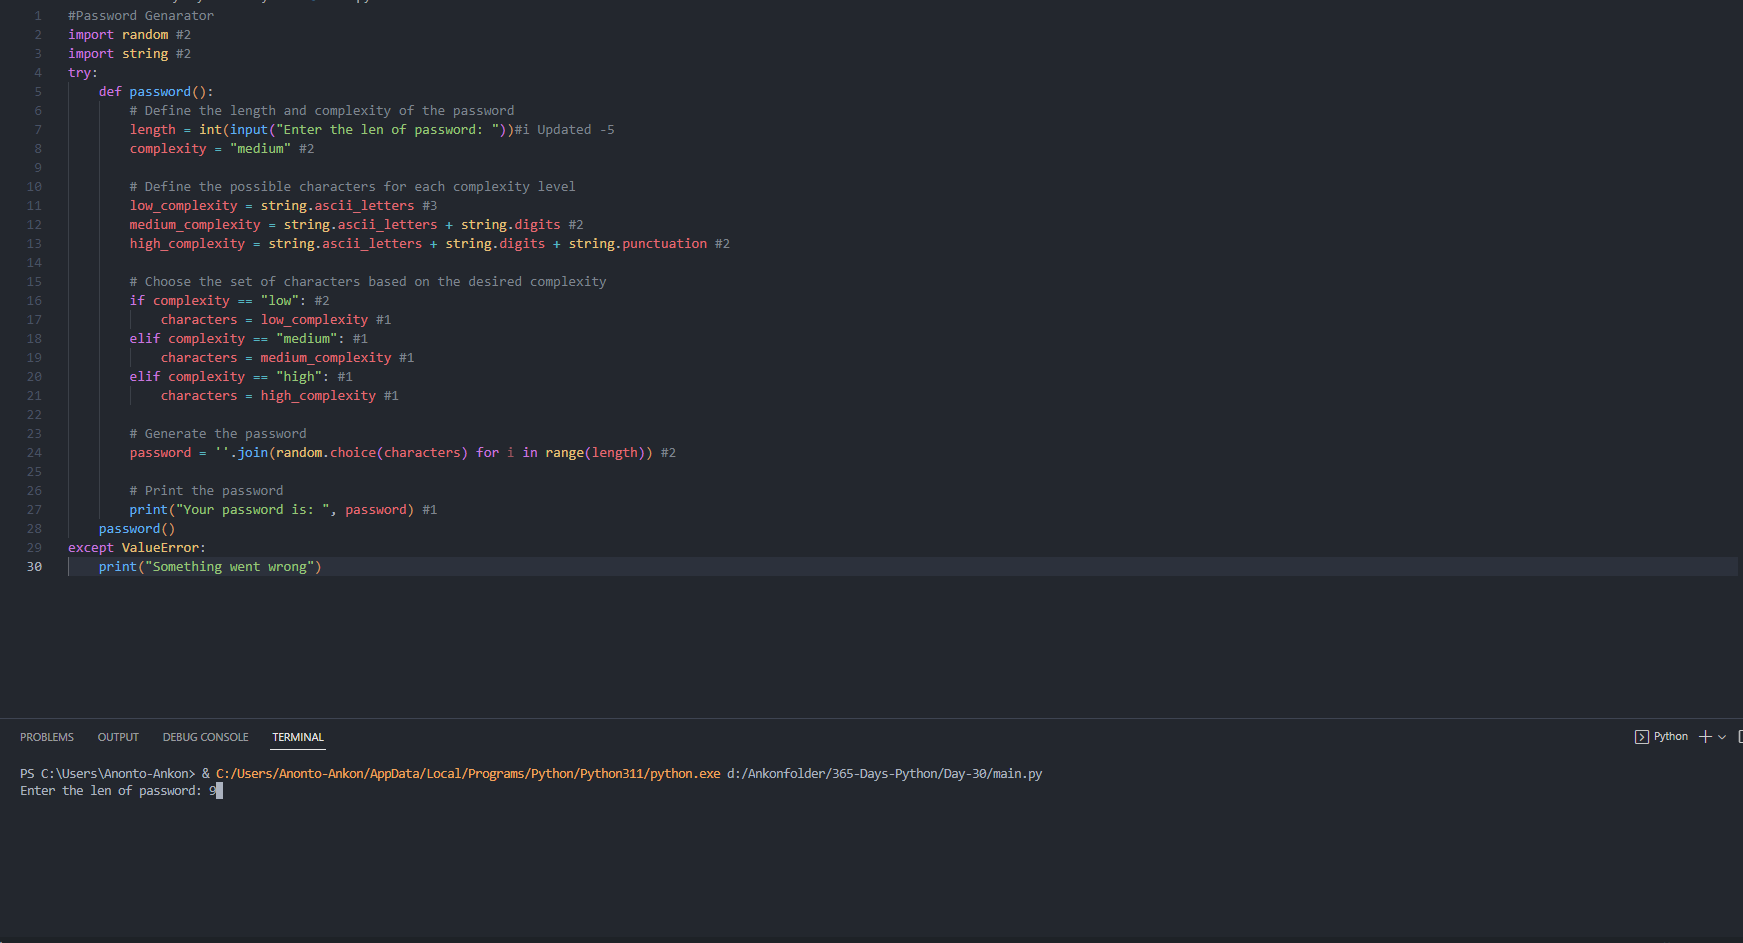 1 #Password Genarator
2 import random #2
3 import string #2
4 try:
5     def password():
6         # Define the length and complexity of the password
7         length = int(input("Enter the len of password: "))#i Updated -5
8         complexity = "medium" #2
9
10         # Define the possible characters for each complexity level
11         low_complexity = string.ascii_letters #3
12         medium_complexity = string.ascii_letters + string.digits #2
13         high_complexity = string.ascii_letters + string.digits + string.punctuation #2
14
15         # Choose the set of characters based on the desired complexity
16         if complexity == "low": #2
17             characters = low_complexity #1
18         elif complexity == "medium": #1
19             characters = medium_complexity #1
20         elif complexity == "high": #1
21             characters = high_complexity #1
22
23         # Generate the password
24         password = ''.join(random.choice(characters) for i in range(length)) #2
25
26         # Print the password
27         print("Your password is: ", password) #1
28     password()
29 except ValueError:
30     print("Something went wrong")
PROBLEMS OUTPUT DEBUG CONSOLE TERMINAL Python
PS C:\Users\Anonto-Ankon> & C:/Users/Anonto-Ankon/AppData/Local/Programs/Python/Python311/python.exe d:/Ankonfolder/365-Days-Python/Day-30/main.py
Enter the len of password: 9